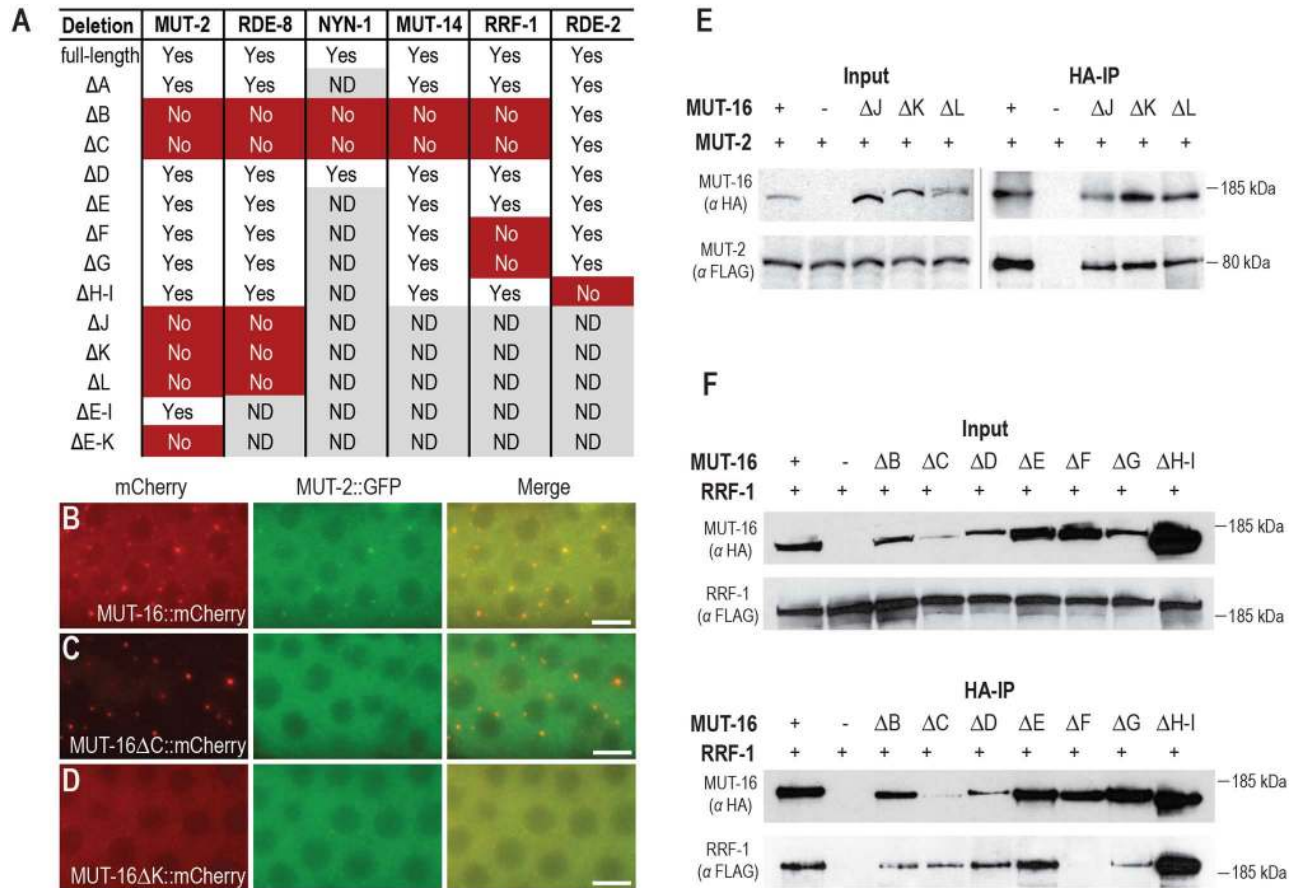 A
Deletion MUT-2 RDE-8 NYN-1 MUT-14 RRF-1 RDE-2
full-length Yes Yes Yes Yes Yes Yes
ΔA Yes Yes ND Yes Yes Yes
ΔB No No No No No Yes
ΔC No No No No No Yes
ΔD Yes Yes Yes Yes Yes Yes
ΔE Yes Yes ND Yes Yes Yes
ΔF Yes Yes ND Yes No Yes
ΔG Yes Yes ND Yes No Yes
ΔH-I Yes Yes ND Yes Yes No
ΔJ No No ND ND ND ND
ΔK No No ND ND ND ND
ΔL No No ND ND ND ND
ΔE-I Yes ND ND ND ND ND
ΔE-K No ND ND ND ND ND
mCherry MUT-2::GFP Merge
B
MUT-16::mCherry
C
MUT-16ΔC::mCherry
D
MUT-16ΔK::mCherry
E
Input HA-IP
MUT-16 + - ΔJ ΔK ΔL + - ΔJ ΔK ΔL
MUT-2 + + + + + + + + + +
MUT-16
(α HA)
185 kDa
MUT-2
(α FLAG)
80 kDa
F
Input
MUT-16 + - ΔB ΔC ΔD ΔE ΔF ΔG ΔH-I
RRF-1 + + + + + + + + +
MUT-16
(α HA)
185 kDa
RRF-1
(α FLAG)
185 kDa
HA-IP
MUT-16 + - ΔB ΔC ΔD ΔE ΔF ΔG ΔH-I
RRF-1 + + + + + + + + +
MUT-16
(α HA)
185 kDa
RRF-1
(α FLAG)
185 kDa